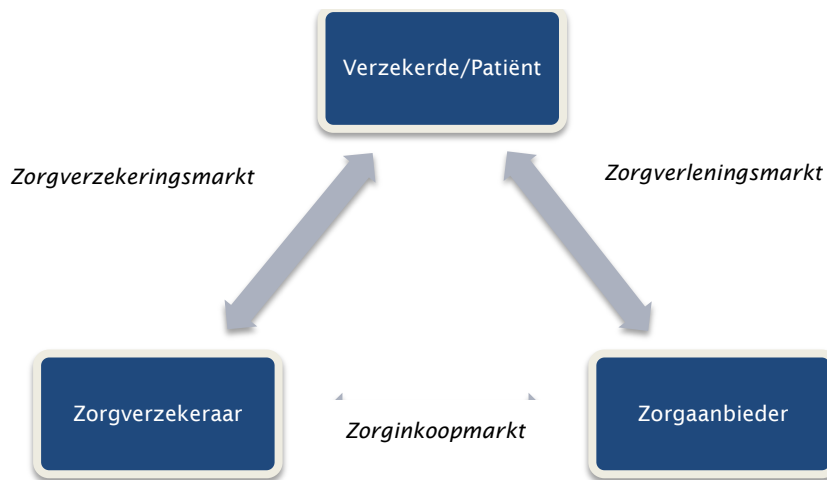 Verzekerde/Patiënt
Zorgverzekeringsmarkt
Zorgverleningsmarkt
Zorgverzekeraar
Zorginkoopmarkt
Zorgaanbieder